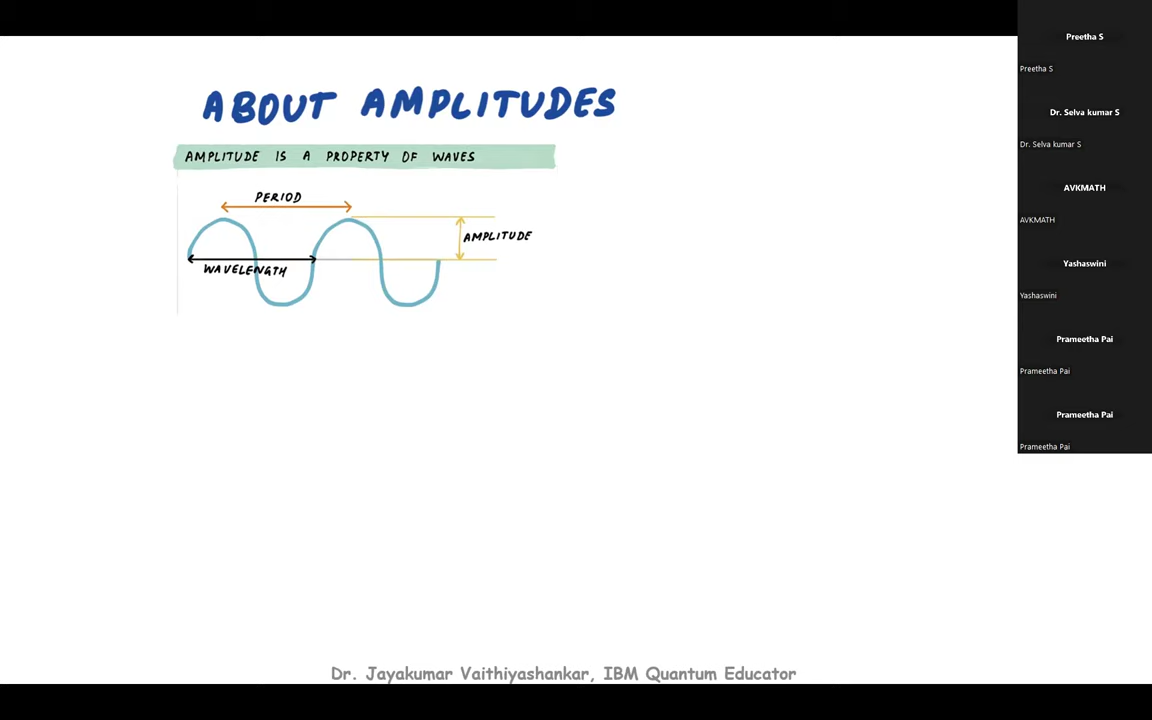 ABOUT AMPLITUDES
AMPLITUDE IS A PROPERTY OF WAVES
PERIOD
AMPLITUDE
WAVELENGTH
Dr. Jayakumar Vaithiyashankar, IBM Quantum Educator
Preetha S
Preetha S
Dr. Selva kumar S
Dr. Selva kumar S
AVKMATH
AVKMATH
Yashaswini
Yashaswini
Prameetha Pai
Prameetha Pai
Prameetha Pai
Prameetha Pai